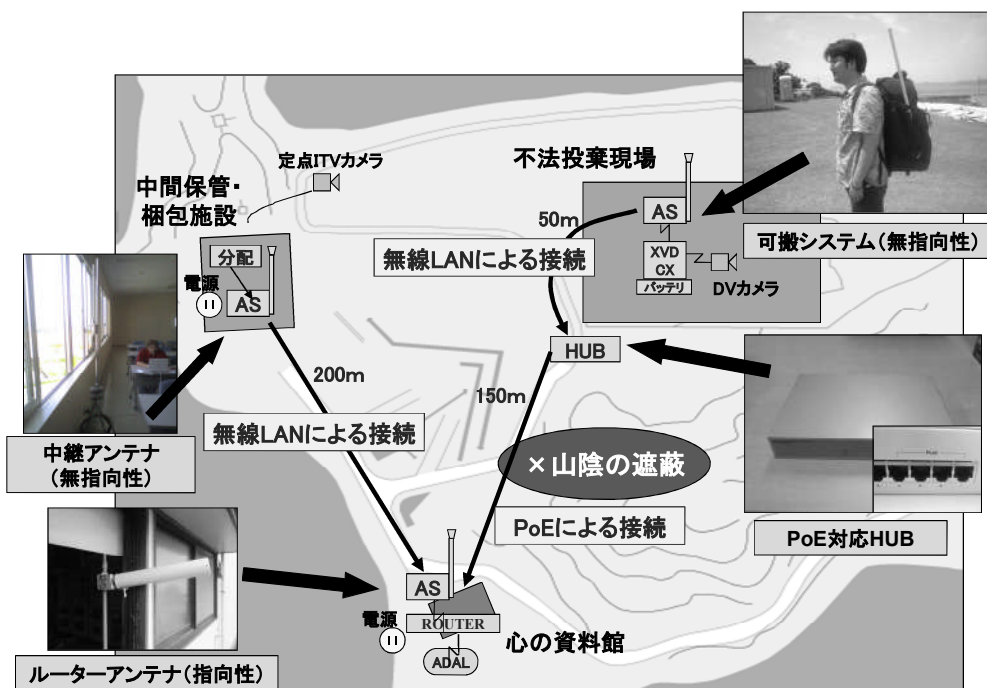 定点ITVカメラ
中間保管・
梱包施設
分配
電源
AS
不法投棄現場
50m
AS
XVD
CX
バッテリ
DVカメラ
無線LANによる接続
可搬システム(無指向性)
HUB
200m
150m
無線LANによる接続
×山陰の遮蔽
PoEによる接続
中継アンテナ
(無指向性)
PoE対応HUB
AS
電源
ROUTER
ADAL
心の資料館
ルーターアンテナ(指向性)